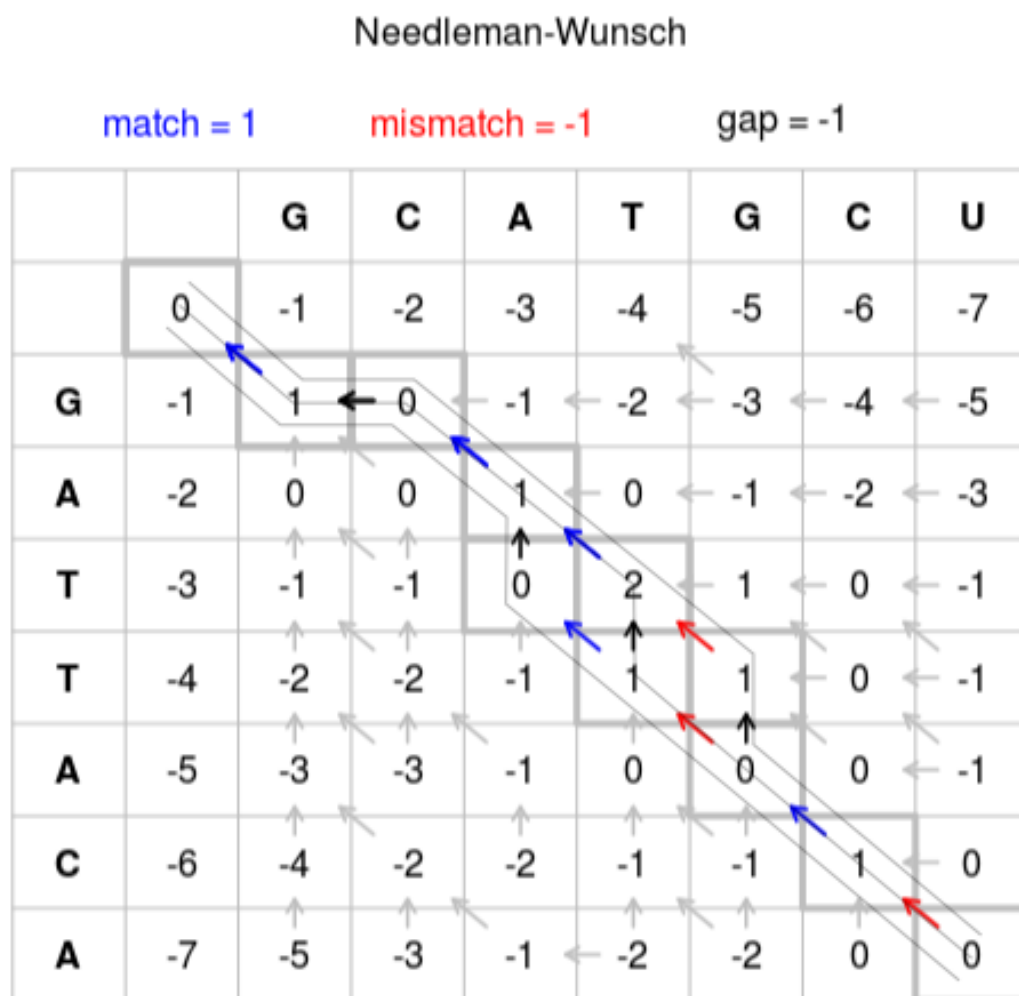 Needleman-Wunsch
match = 1 mismatch = -1 gap = -1
G C A T G C U
0 -1 -2 -3 -4 -5 -6 -7
G -1 1 0 -1 -2 -3 -4 -5
A -2 0 0 1 0 -1 -2 -3
T -3 -1 -1 0 2 1 0 -1
T -4 -2 -2 -1 1 1 0 -1
A -5 -3 -3 -1 0 0 0 -1
C -6 -4 -2 -2 -1 -1 1 0
A -7 -5 -3 -1 -2 -2 0 0